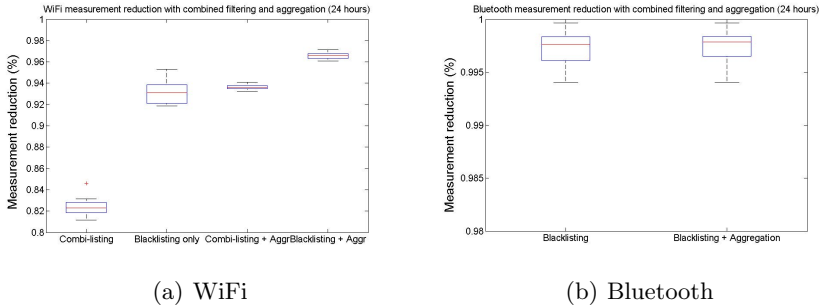 WiFi measurement reduction with combined filtering and aggregation (24 hours)
Measurement reduction (%)
1
0.98
0.96
0.94
0.92
0.9
0.88
0.86
0.84
0.82
0.8
Combi-listing
Blacklisting only
Combi-listing + Aggr
Blacklisting + Aggr
(a) WiFi
Bluetooth measurement reduction with combined filtering and aggregation (24 hours)
Measurement reduction (%)
1
0.995
0.99
0.985
0.98
Blacklisting
Blacklisting + Aggregation
(b) Bluetooth